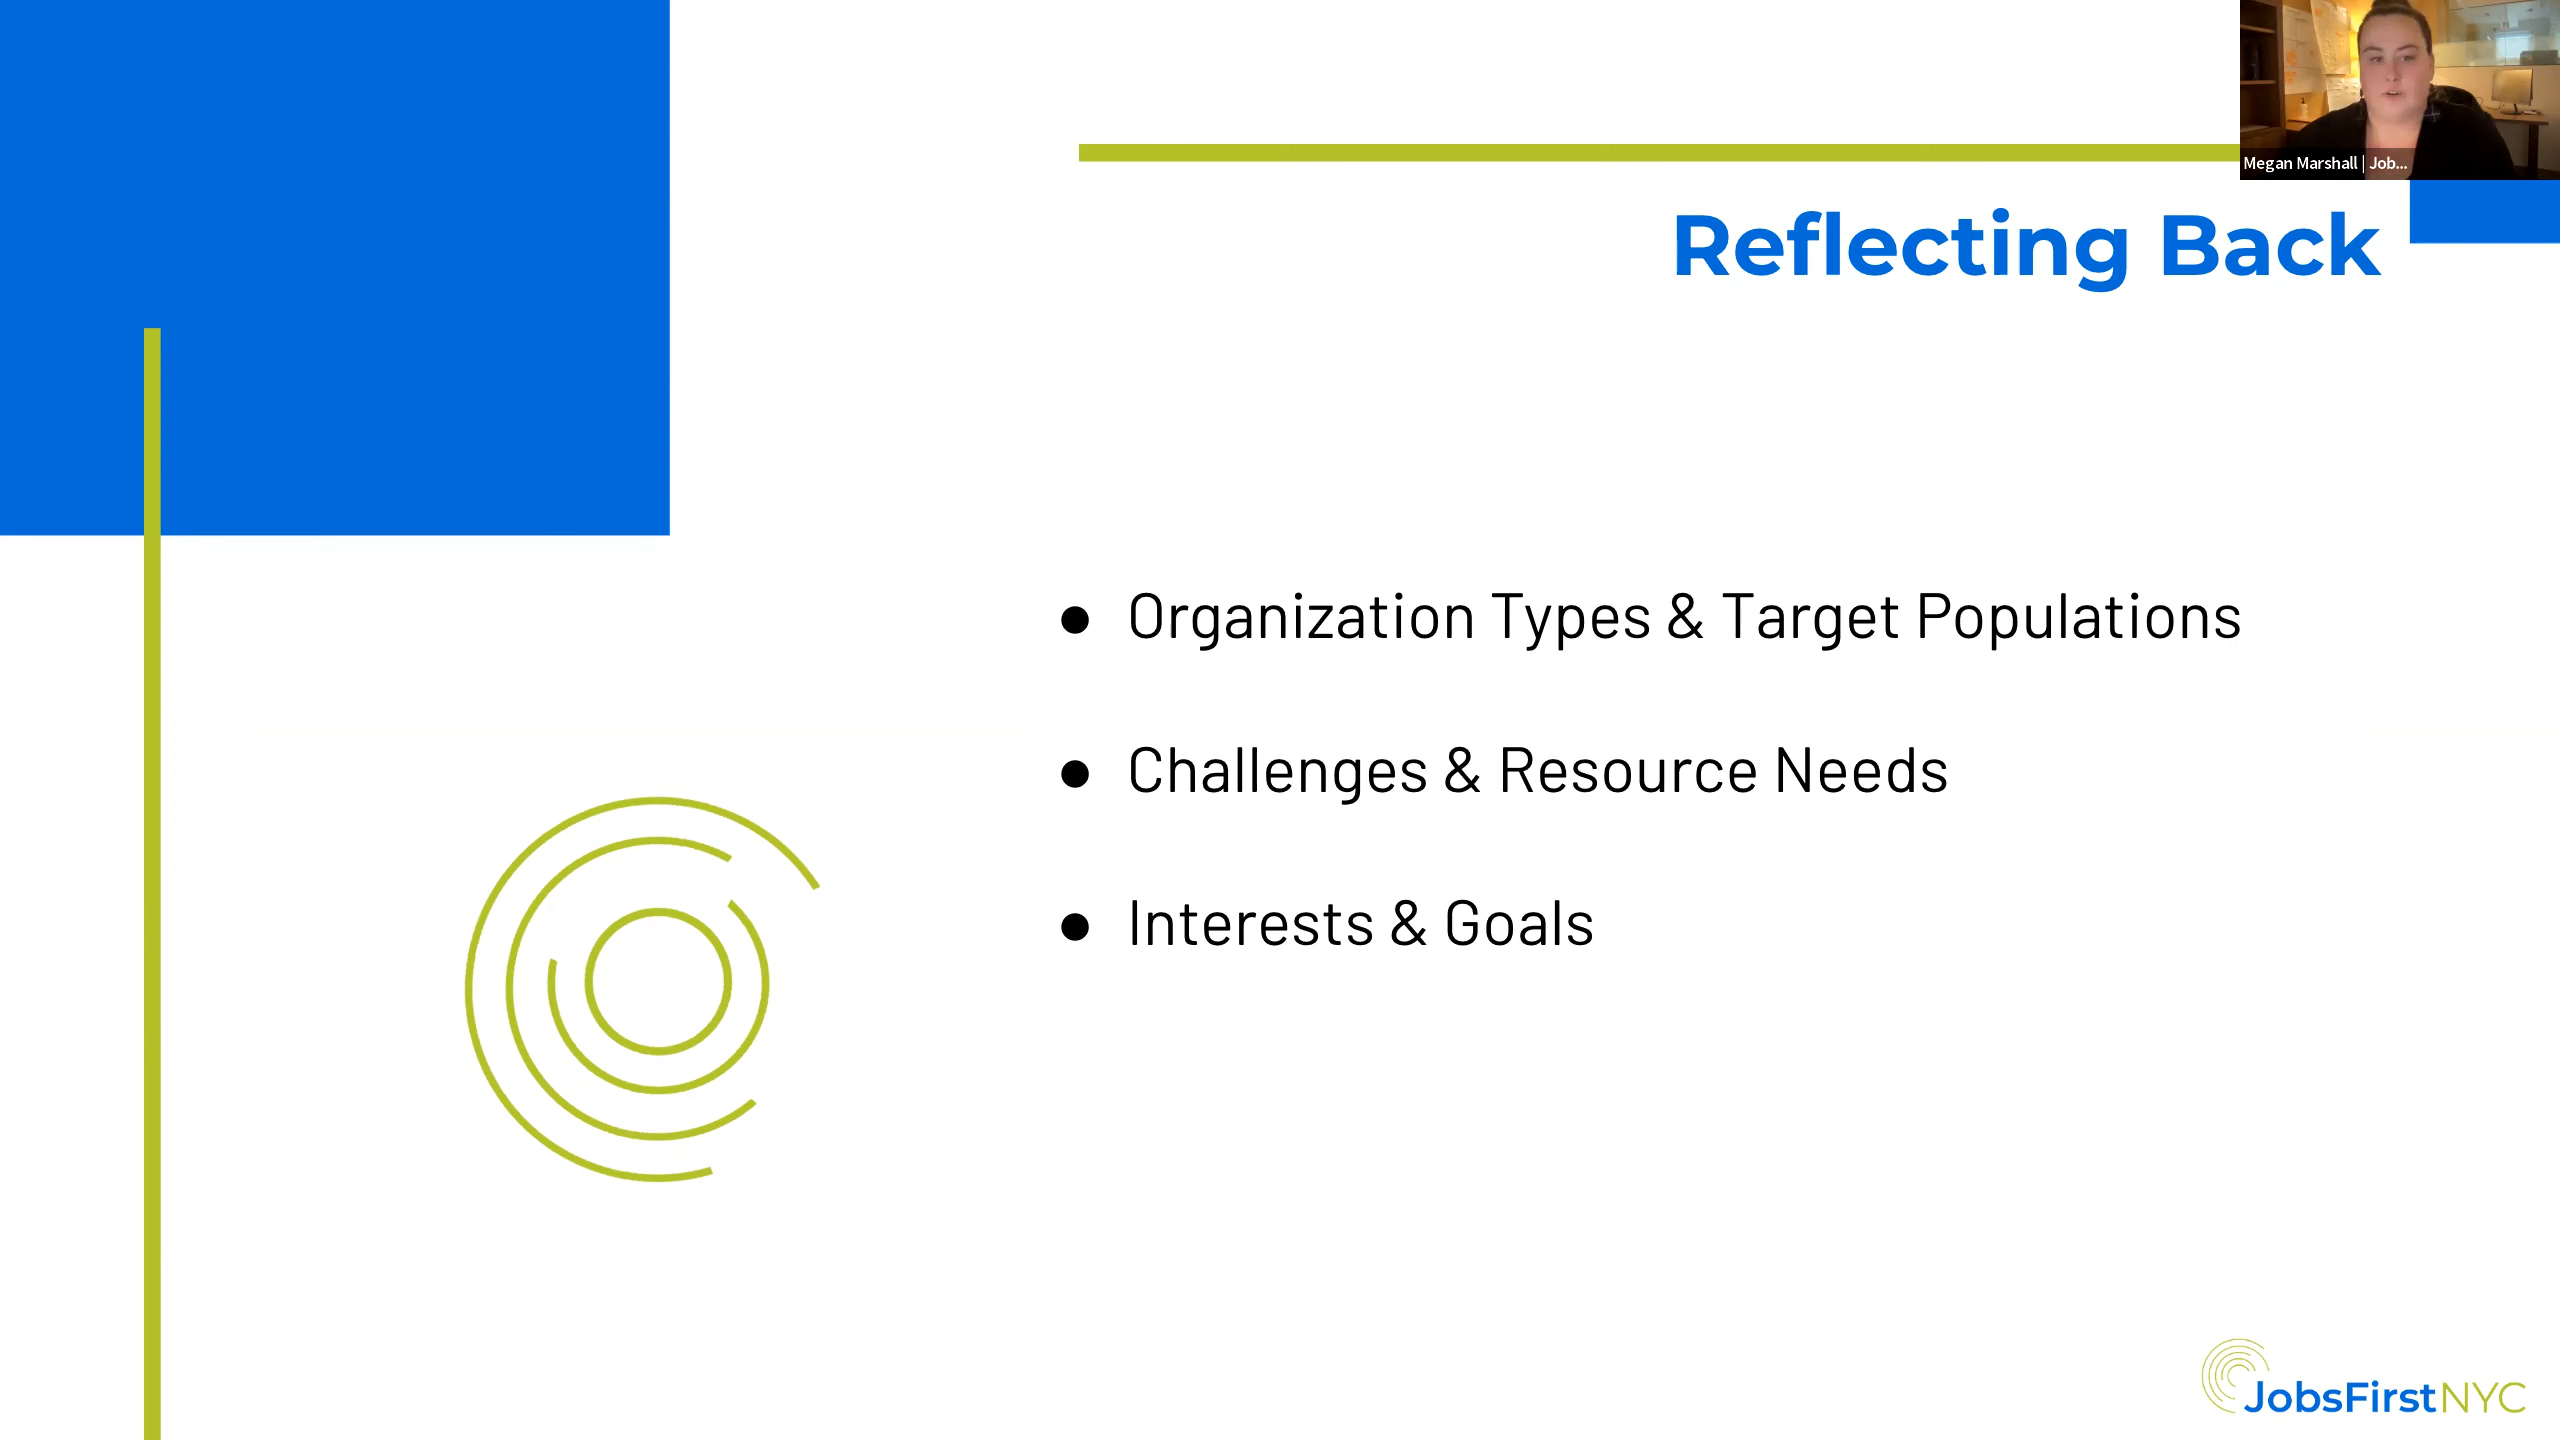 Megan Marshall | Job...
Reflecting Back
● Organization Types & Target Populations
● Challenges & Resource Needs
● Interests & Goals
JobsFirstNYC